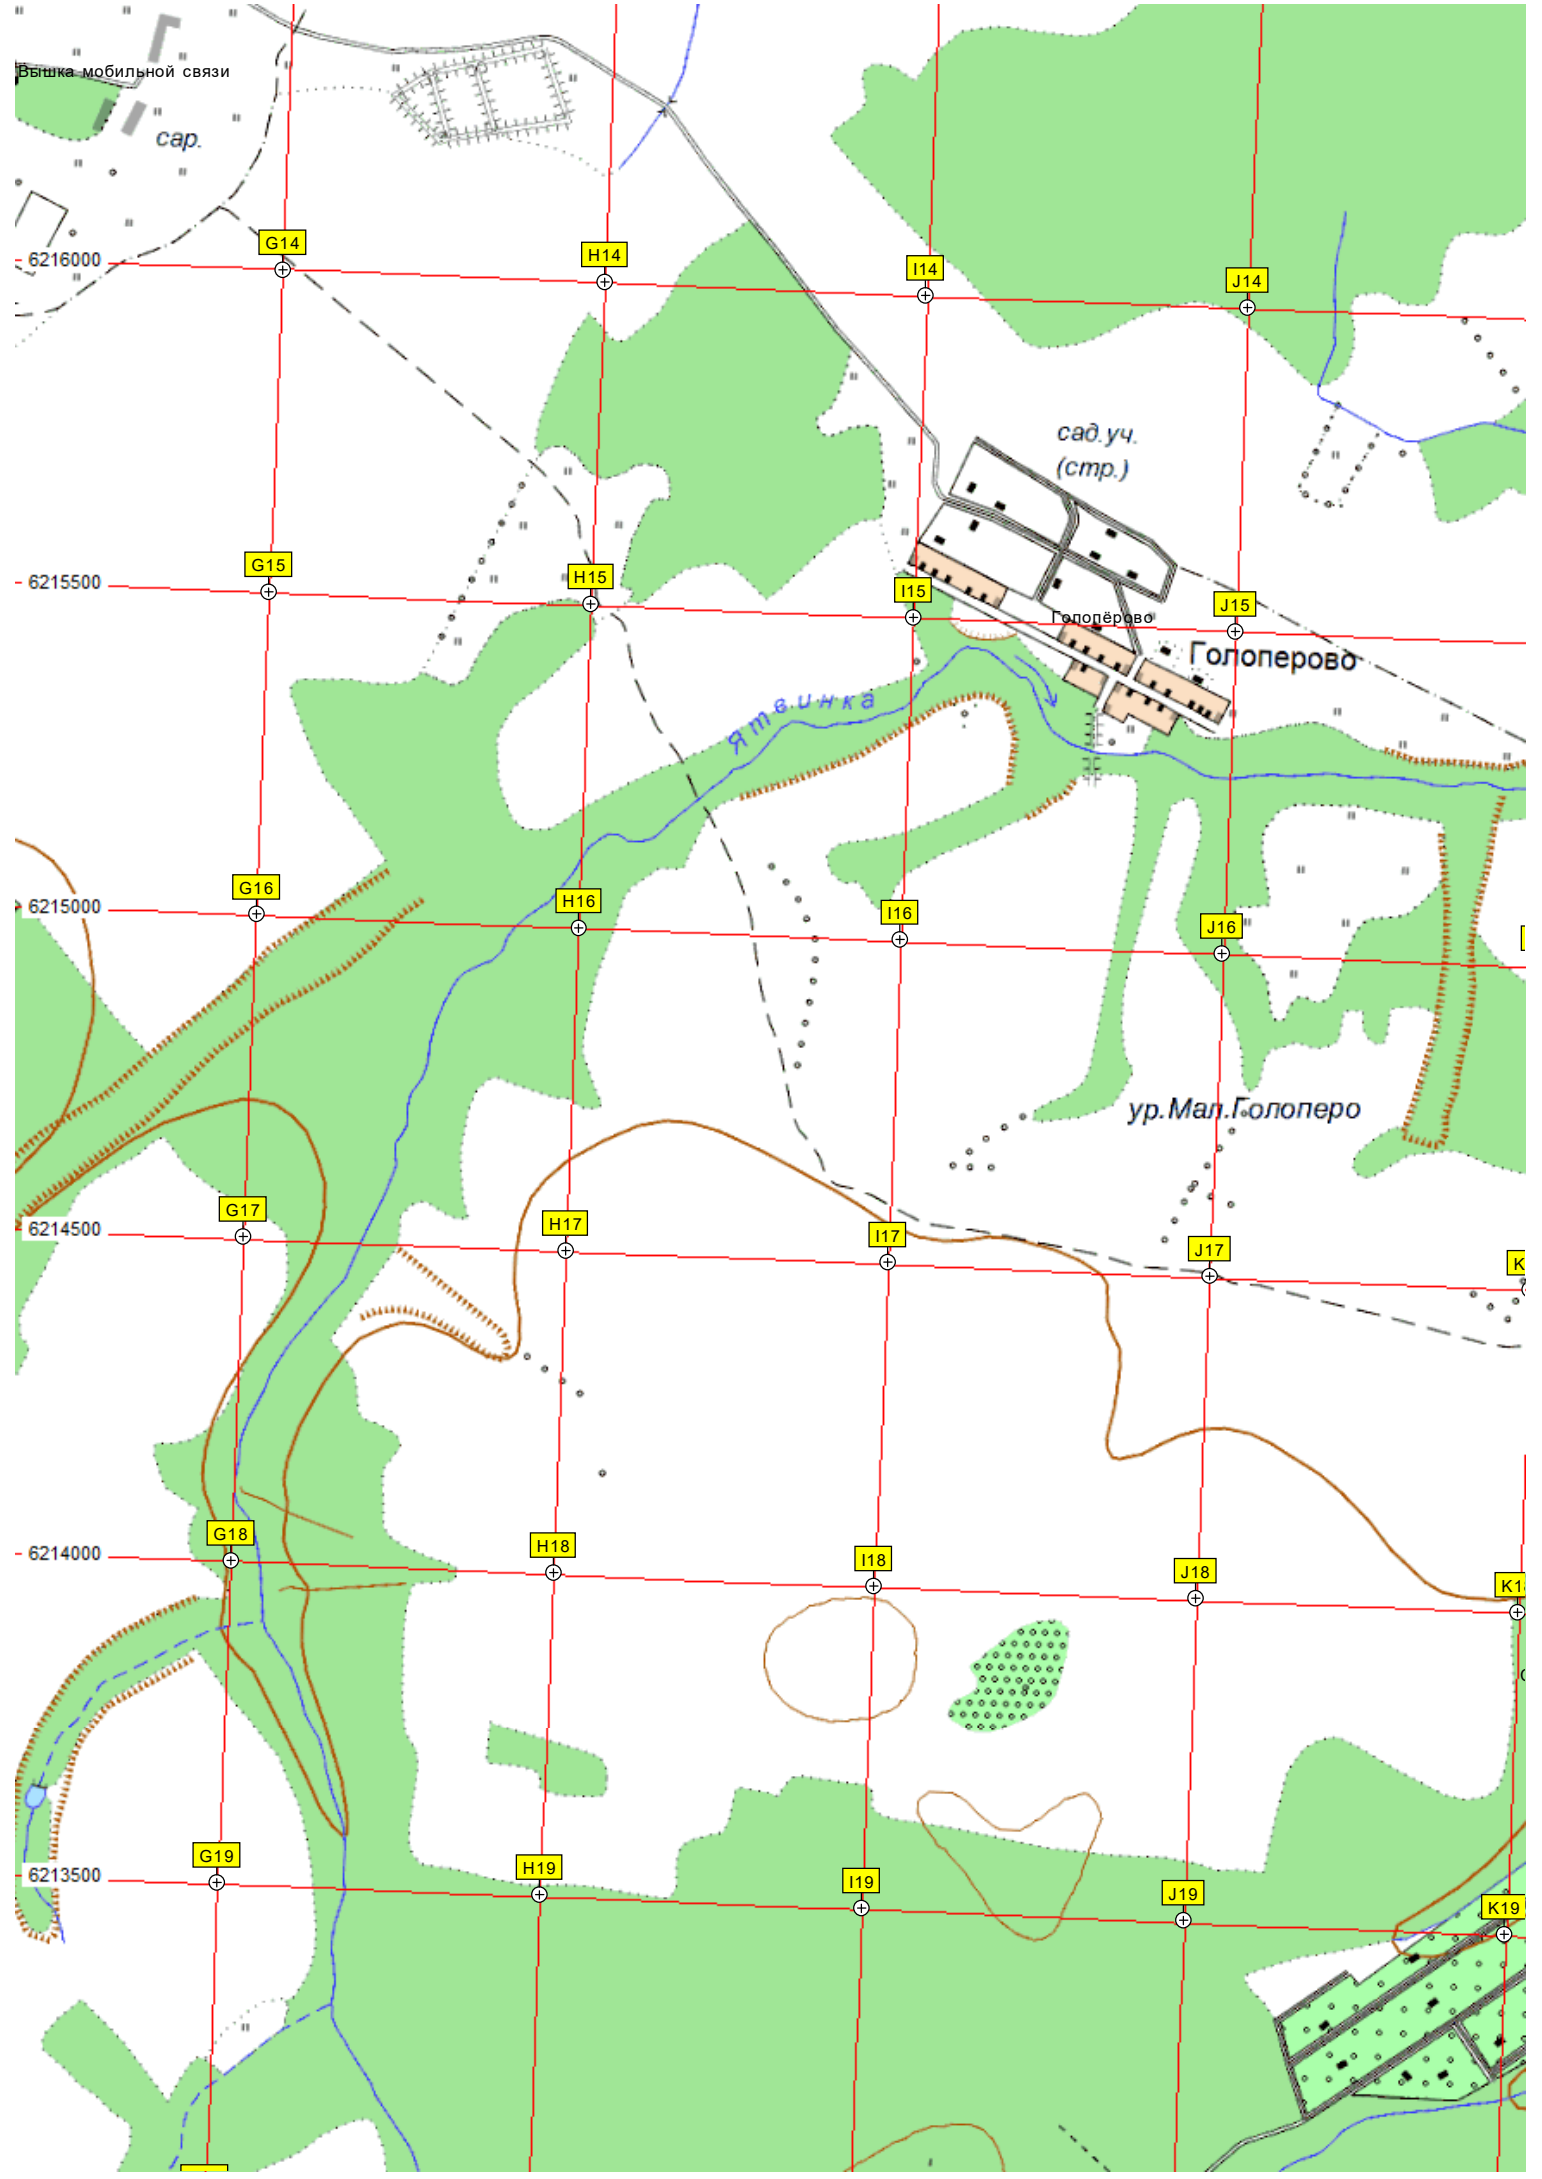 Вышка мобильной связи
сар.
G14
6216000
H14
I14
J14
сад.уч.
(стр.)
G15
6215500
H15
I15
J15
Голопёрово
Голоперово
Ятвинка
G16
6215000
H16
I16
J16
ур.Мал.Голоперо
G17
6214500
H17
I17
J17
K
G18
6214000
H18
I18
J18
K18
G19
6213500
H19
I19
J19
K19